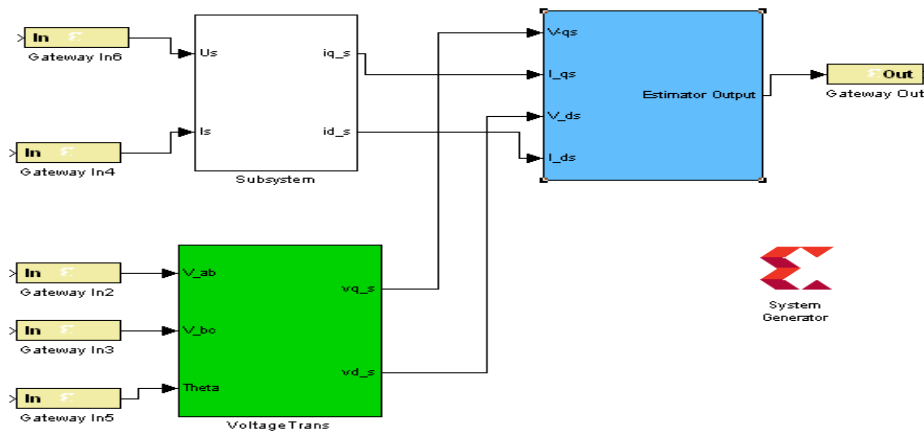 In
Gateway In6
In
Gateway In4
Us
Is
iq_s
id_s
Subsystem
V-qs
I_qs
V_ds
I_ds
Estimator Output
Out
Gateway Out
In
Gateway In2
In
Gateway In3
In
Gateway In5
V_ab
V_bc
Theta
vq_s
vd_s
VoltageTrans
System
Generator